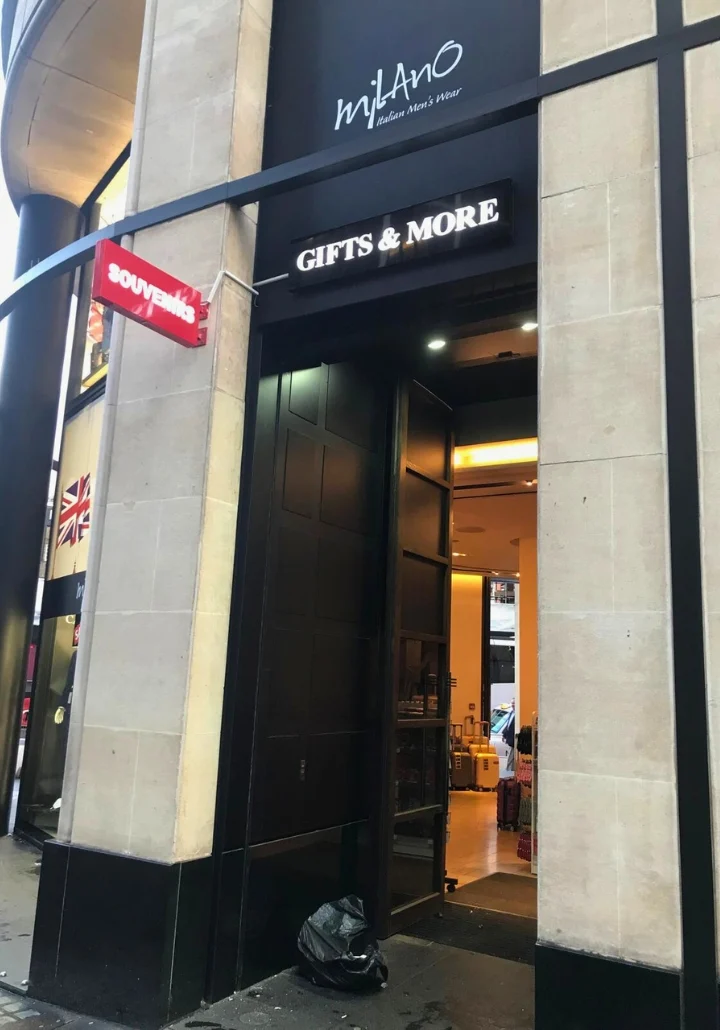 milAnO
Italian Men's Wear
GIFTS & MORE
SOUVENIRS